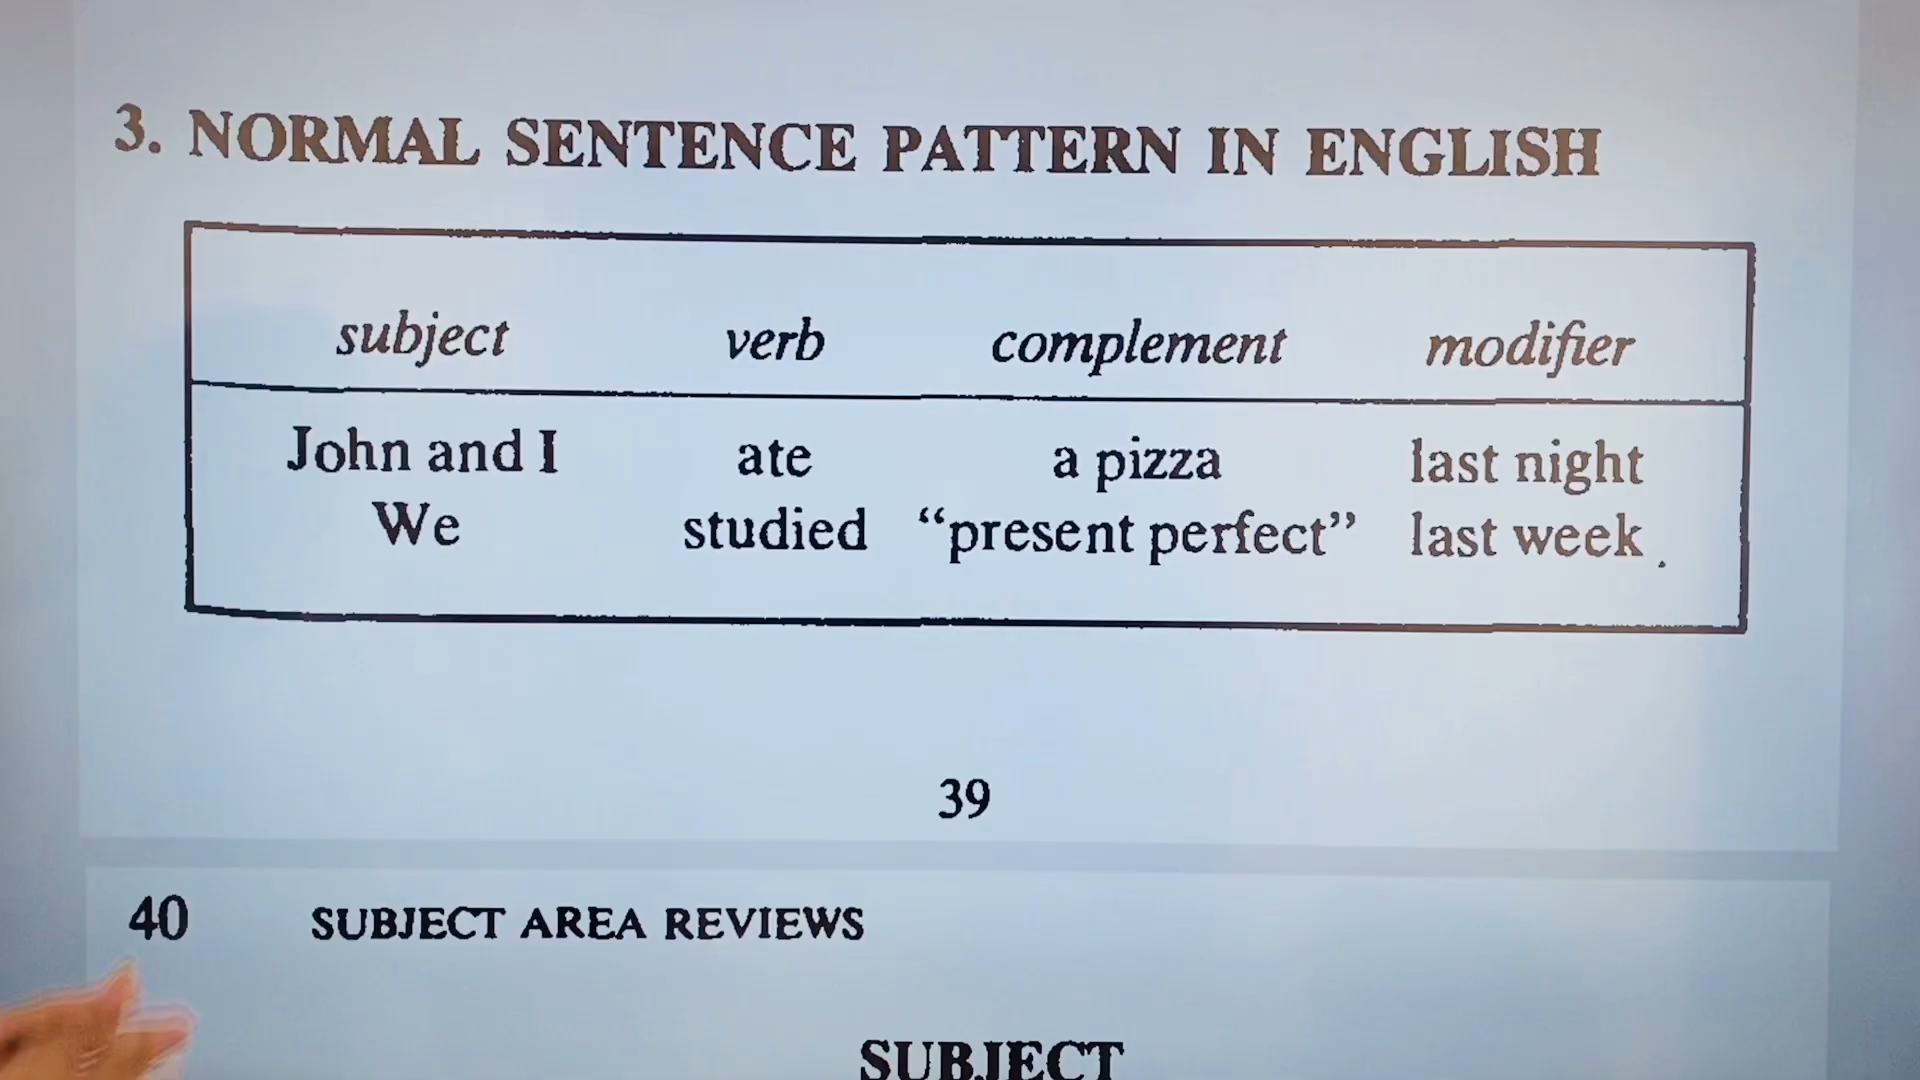 3. NORMAL SENTENCE PATTERN IN ENGLISH
subject verb complement modifier
John and I ate a pizza last night
We studied “present perfect” last week.
39
40 SUBJECT AREA REVIEWS
SUBJECT